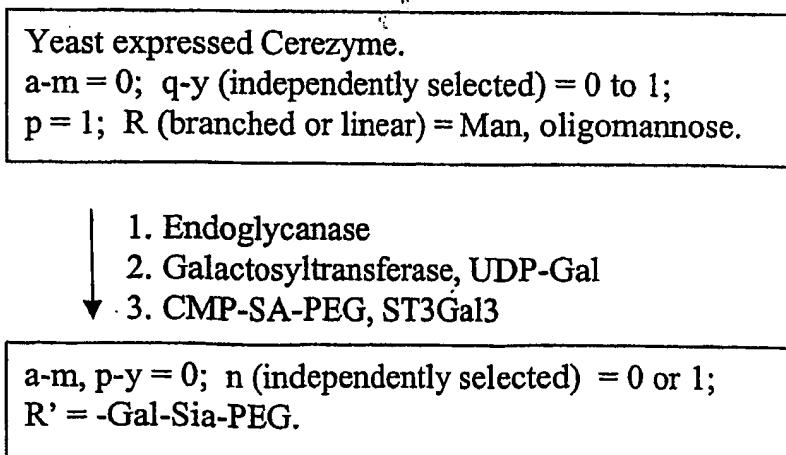 Yeast expressed Cerezyme.
a-m = 0; q-y (independently selected) = 0 to 1;
p = 1; R (branched or linear) = Man, oligomannose.
1. Endoglycanase
2. Galactosyltransferase, UDP-Gal
3. CMP-SA-PEG, ST3Gal3
a-m, p-y = 0; n (independently selected) = 0 or 1;
R' = -Gal-Sia-PEG.